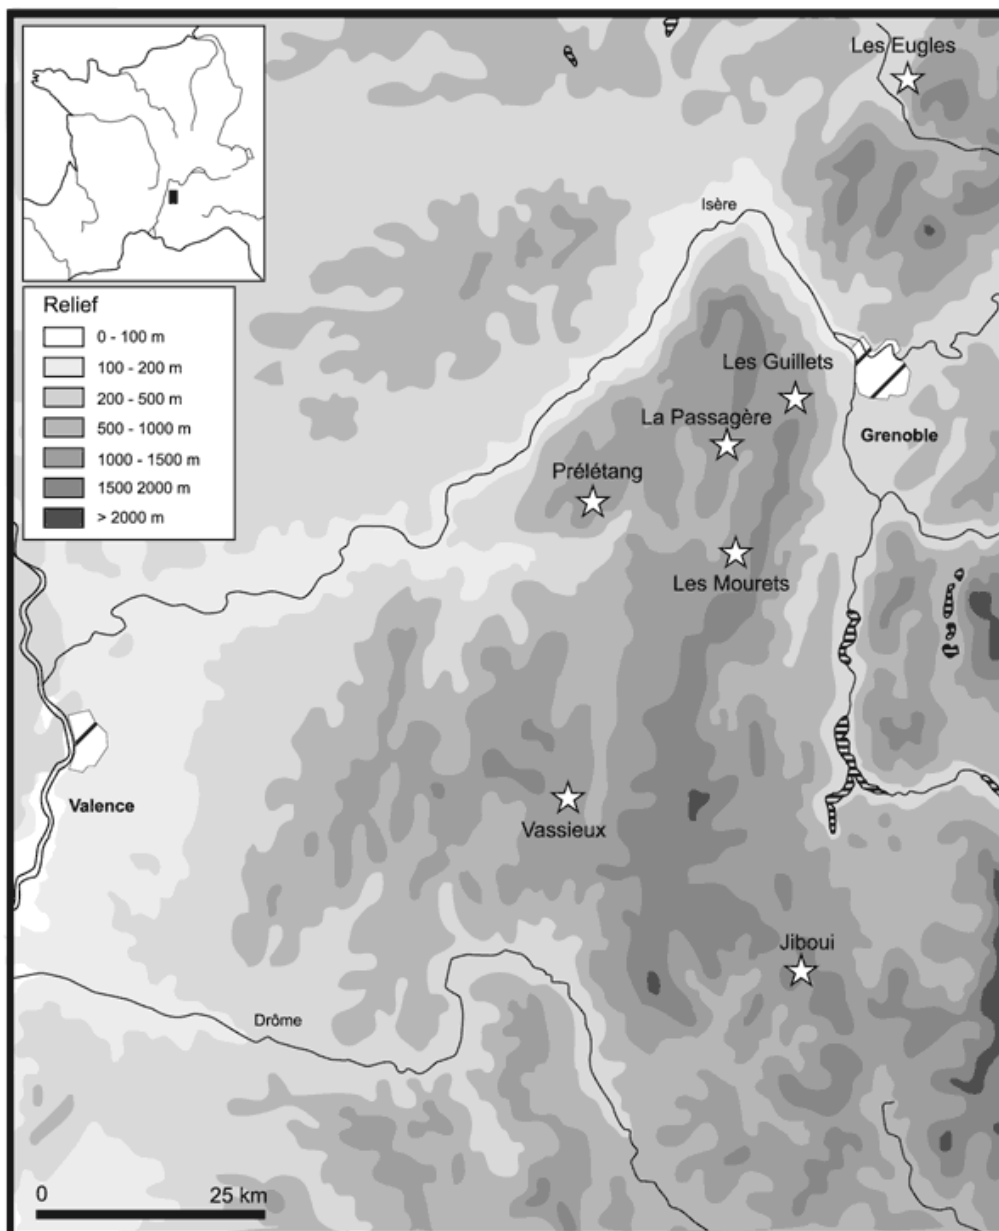 Les Eugles
Isère
Relief
0 - 100 m
100 - 200 m
200 - 500 m
500 - 1000 m
1000 - 1500 m
1500 2000 m
> 2000 m
Les Guillets
La Passagère
Grenoble
Prélétang
Les Mourets
Valence
Vassieux
Jiboui
Drôme
0 25 km